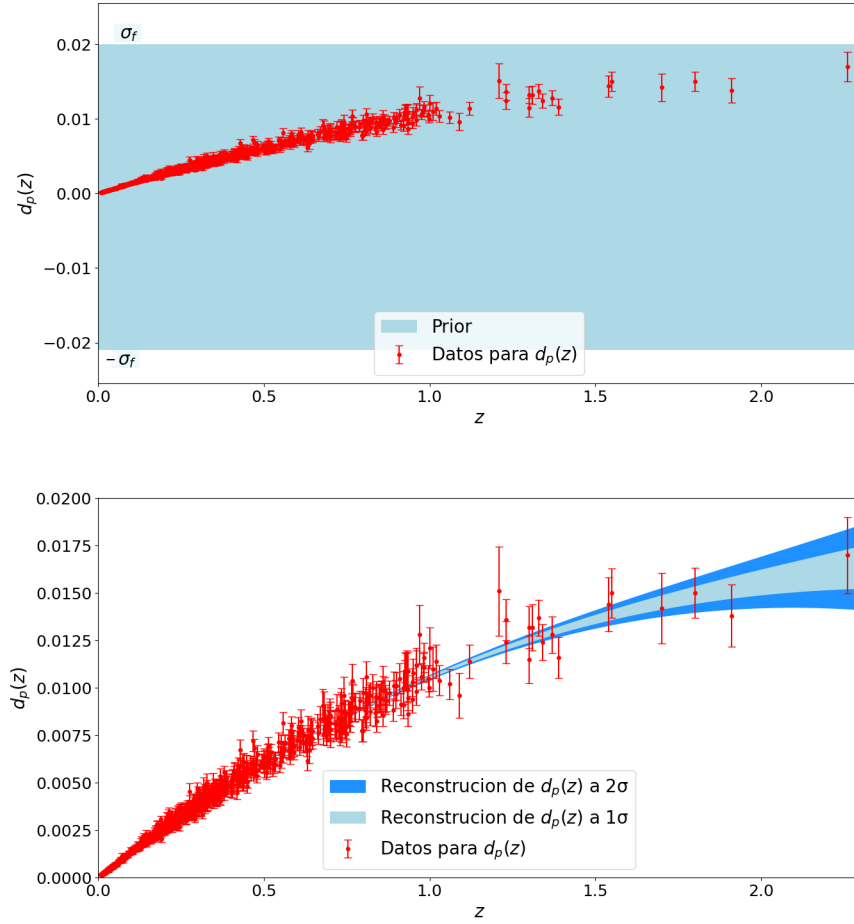 σ_f
0.02
0.01
0.00
−0.01
−0.02
d_p(z)
Prior
Datos para d_p(z)
−σ_f
0.0 0.5 1.0 1.5 2.0
z
0.0200
0.0175
0.0150
0.0125
0.0100
0.0075
0.0050
0.0025
0.0000
d_p(z)
Reconstrucion de d_p(z) a 2σ
Reconstrucion de d_p(z) a 1σ
Datos para d_p(z)
0.0 0.5 1.0 1.5 2.0
z